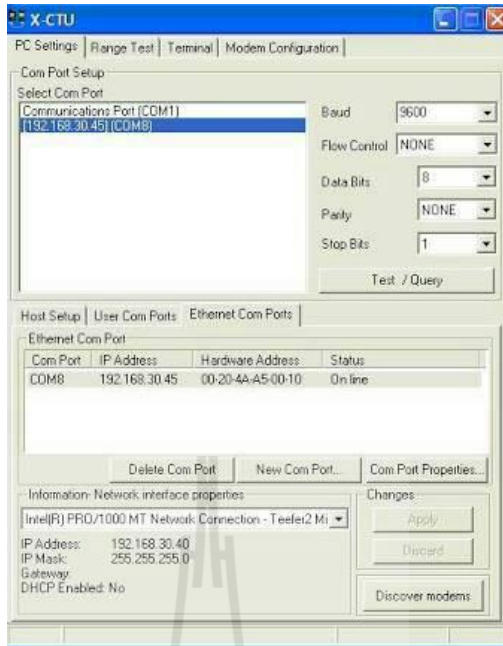 X-CTU
PC Settings Range Test Terminal Modem Configuration
Com Port Setup
Select Com Port
Communications Port (COM1)
[192.168.30.45] (COM8)
Baud 9600
Flow Control NONE
Data Bits 8
Parity NONE
Stop Bits 1
Test / Query
Host Setup User Com Ports Ethernet Com Ports
Ethernet Com Port
Com Port IP Address Hardware Address Status
COM8 192.168.30.45 00-20-4A-A5-00-10 On line
Delete Com Port New Com Port... Com Port Properties...
Information- Network interface properties
Intel(R) PRO/1000 MT Network Connection - Teefer2 Mi
IP Address: 192.168.30.40
IP Mask: 255.255.255.0
Gateway:
DHCP Enabled: No
Changes
Apply
Discard
Discover modems